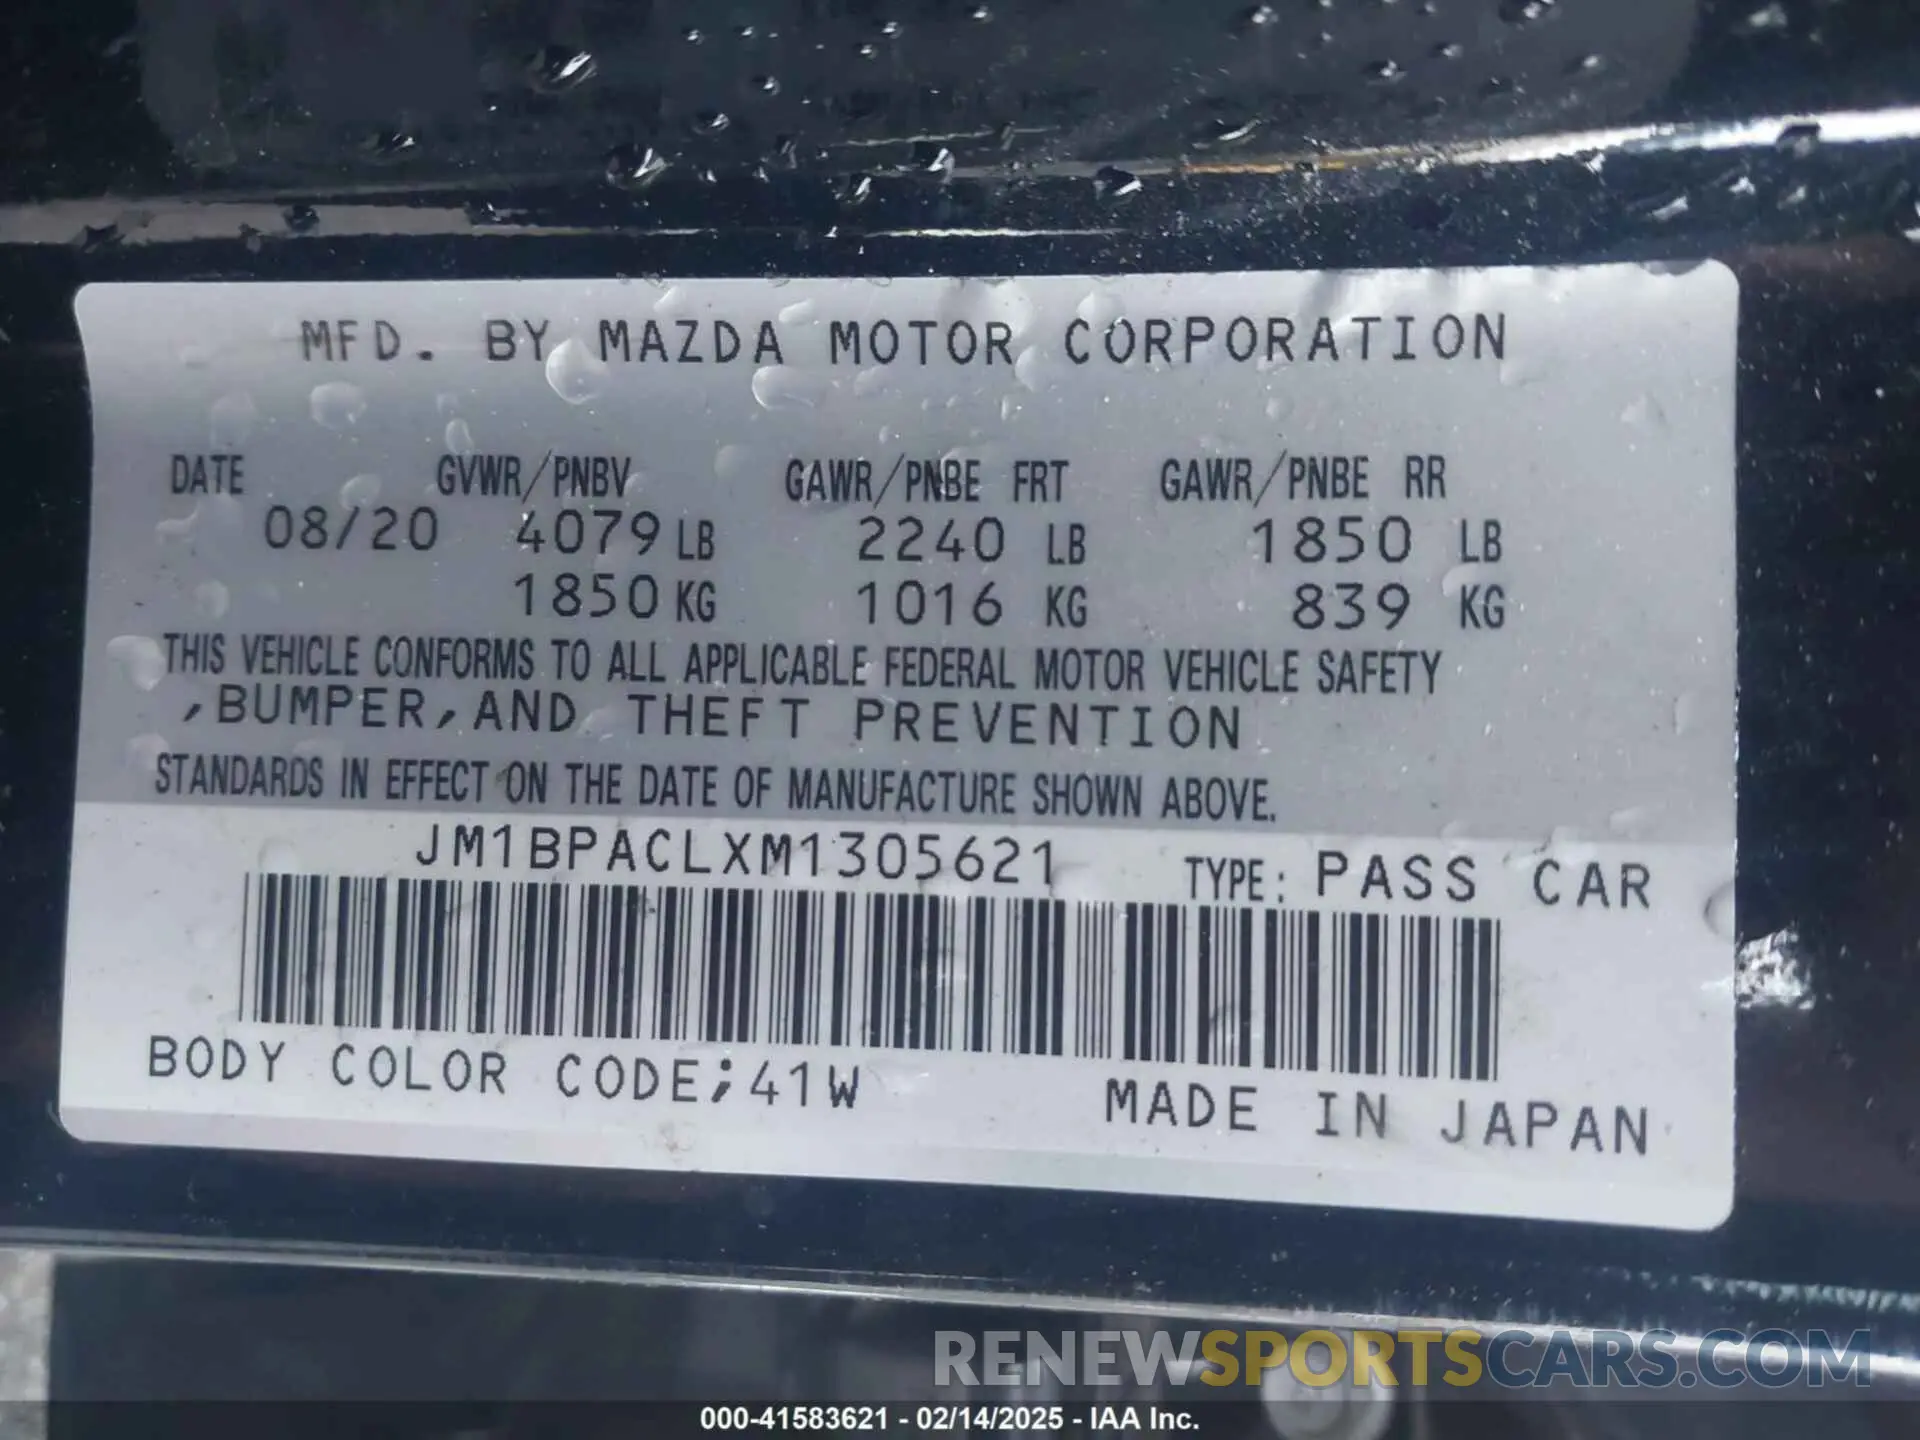 MFD. BY MAZDA MOTOR CORPORATION
DATE GVWR/PNBV GAWR/PNBE FRT GAWR/PNBE RR
08/20 4079 LB 2240 LB 1850 LB
1850 KG 1016 KG 839 KG
THIS VEHICLE CONFORMS TO ALL APPLICABLE FEDERAL MOTOR VEHICLE SAFETY
,BUMPER,AND THEFT PREVENTION
STANDARDS IN EFFECT ON THE DATE OF MANUFACTURE SHOWN ABOVE.
JM1BPACLXM1305621 TYPE: PASS CAR
BODY COLOR CODE;41W MADE IN JAPAN
RENEWSPORTSCARS.COM
000-41583621 - 02/14/2025 - IAA Inc.